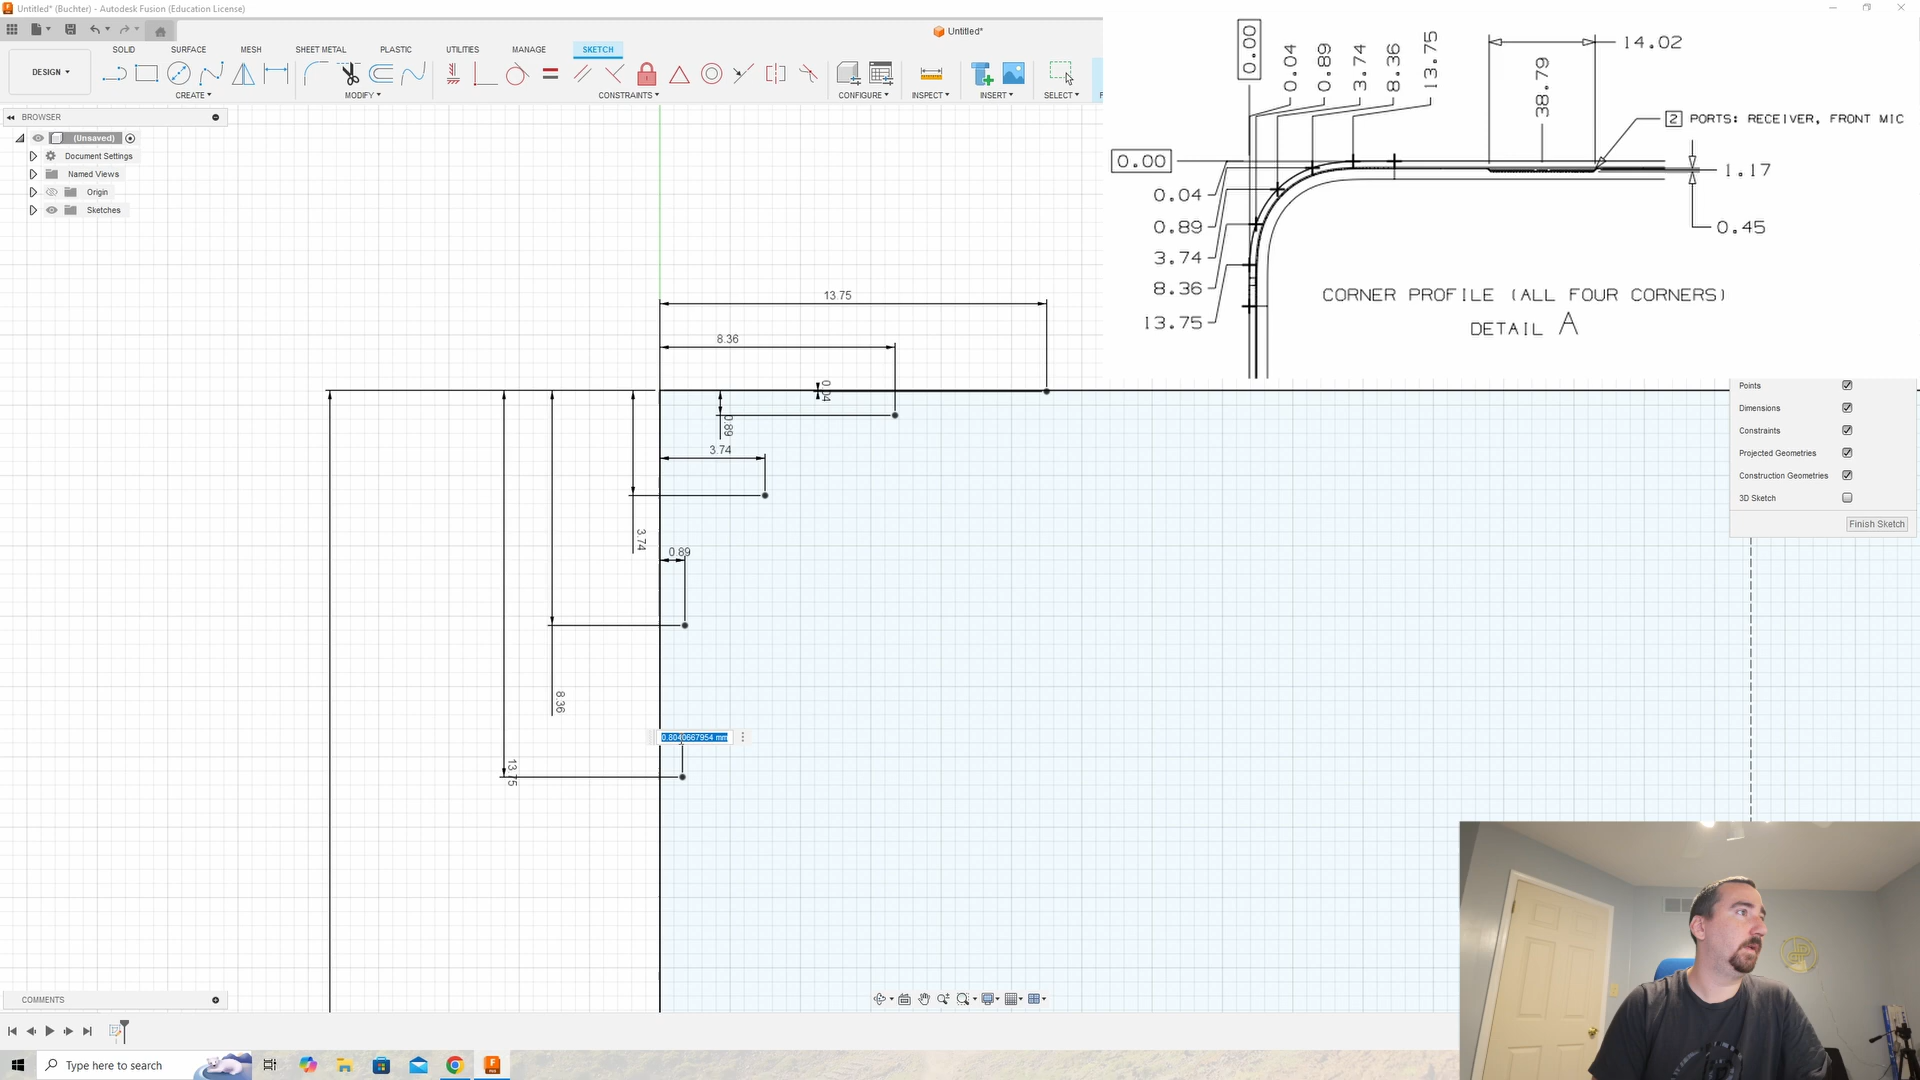 Untitled* (Buchter) - Autodesk Fusion (Education License)
Untitled*
DESIGN
SOLID
SURFACE
MESH
SHEET METAL
PLASTIC
UTILITIES
MANAGE
SKETCH
CREATE
MODIFY
CONSTRAINTS
CONFIGURE
INSPECT
INSERT
SELECT
BROWSER
(Unsaved)
Document Settings
Named Views
Origin
Sketches
0.00
0.04
0.89
3.74
8.36
13.75
14.02
38.79
2 PORTS: RECEIVER, FRONT MIC
0.00
1.17
0.04
0.89
0.45
3.74
8.36
13.75
CORNER PROFILE (ALL FOUR CORNERS)
DETAIL A
13.75
8.36
0.04
0.89
3.74
3.74
0.89
8.36
0.8040667954 mm
13.75
Points
Dimensions
Constraints
Projected Geometries
Construction Geometries
3D Sketch
Finish Sketch
COMMENTS
Type here to search